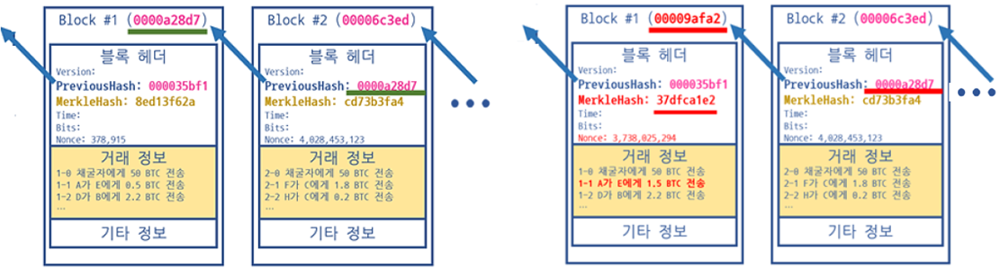 Block #1 (0000a28d7)
블록 헤더
Version:
PreviousHash: 000035bf1
MerkleHash: 8ed13f62a
Time:
Bits:
Nonce: 378,915
거래 정보
1-0 채굴자에게 50 BTC 전송
1-1 A가 E에게 0.5 BTC 전송
1-2 D가 B에게 2.2 BTC 전송
...
기타 정보
Block #2 (00006c3ed)
블록 헤더
Version:
PreviousHash: 0000a28d7
MerkleHash: cd73b3fa4
Time:
Bits:
Nonce: 4,028,453,123
거래 정보
2-0 채굴자에게 50 BTC 전송
2-1 F가 C에게 1.8 BTC 전송
2-2 H가 C에게 0.2 BTC 전송
...
기타 정보
...
Block #1 (00009afa2)
블록 헤더
Version:
PreviousHash: 000035bf1
MerkleHash: 37dfca1e2
Time:
Bits:
Nonce: 3,738,025,294
거래 정보
1-0 채굴자에게 50 BTC 전송
1-1 A가 E에게 1.5 BTC 전송
1-2 D가 B에게 2.2 BTC 전송
...
기타 정보
Block #2 (00006c3ed)
블록 헤더
Version:
PreviousHash: 0000a28d7
MerkleHash: cd73b3fa4
Time:
Bits:
Nonce: 4,028,453,123
거래 정보
2-0 채굴자에게 50 BTC 전송
2-1 F가 C에게 1.8 BTC 전송
2-2 H가 C에게 0.2 BTC 전송
...
기타 정보
...